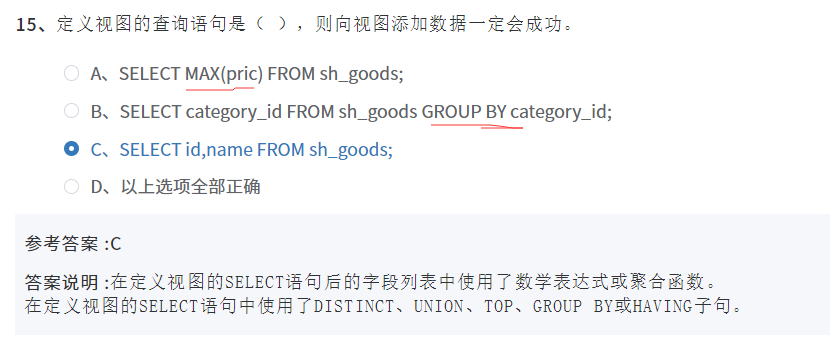 15、定义视图的查询语句是（ ），则向视图添加数据一定会成功。
A、SELECT MAX(pric) FROM sh_goods;
B、SELECT category_id FROM sh_goods GROUP BY category_id;
C、SELECT id,name FROM sh_goods;
D、以上选项全部正确
参考答案 :C
答案说明 :在定义视图的SELECT语句后的字段列表中使用了数学表达式或聚合函数。
在定义视图的SELECT语句中使用了DISTINCT、UNION、TOP、GROUP BY或HAVING子句。